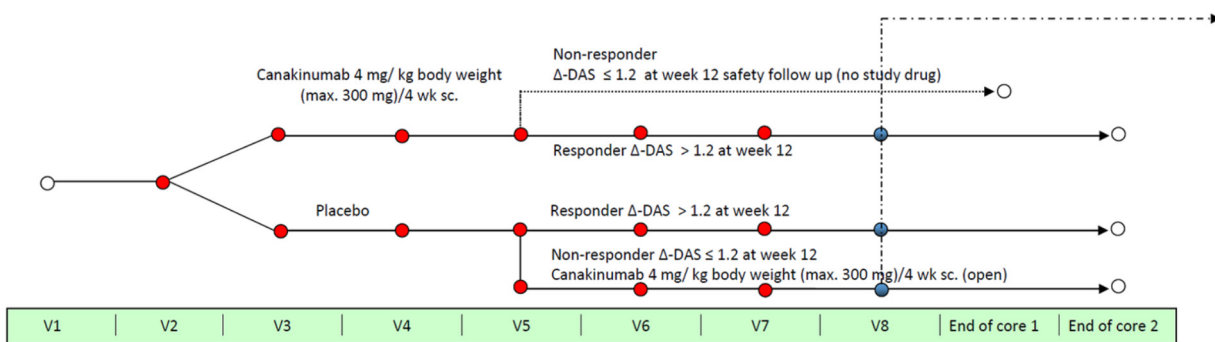 Non-responder
Δ-DAS ≤ 1.2 at week 12 safety follow up (no study drug)
Canakinumab 4 mg/ kg body weight
(max. 300 mg)/4 wk sc.
Responder Δ-DAS > 1.2 at week 12
Placebo
Responder Δ-DAS > 1.2 at week 12
Non-responder Δ-DAS ≤ 1.2 at week 12
Canakinumab 4 mg/ kg body weight (max. 300 mg)/4 wk sc. (open)
V1 | V2 | V3 | V4 | V5 | V6 | V7 | V8 | End of core 1 | End of core 2